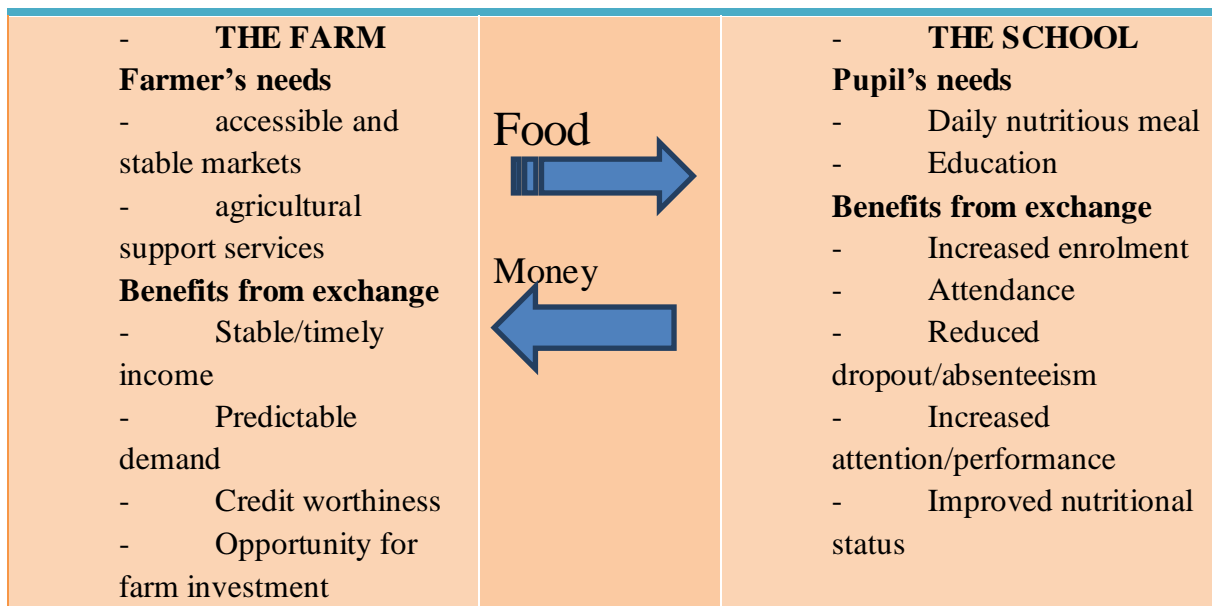 - THE FARM
Farmer’s needs
- accessible and
stable markets
- agricultural
support services
Benefits from exchange
- Stable/timely
income
- Predictable
demand
- Credit worthiness
- Opportunity for
farm investment
Food
Money
- THE SCHOOL
Pupil’s needs
- Daily nutritious meal
- Education
Benefits from exchange
- Increased enrolment
- Attendance
- Reduced
dropout/absenteeism
- Increased
attention/performance
- Improved nutritional
status